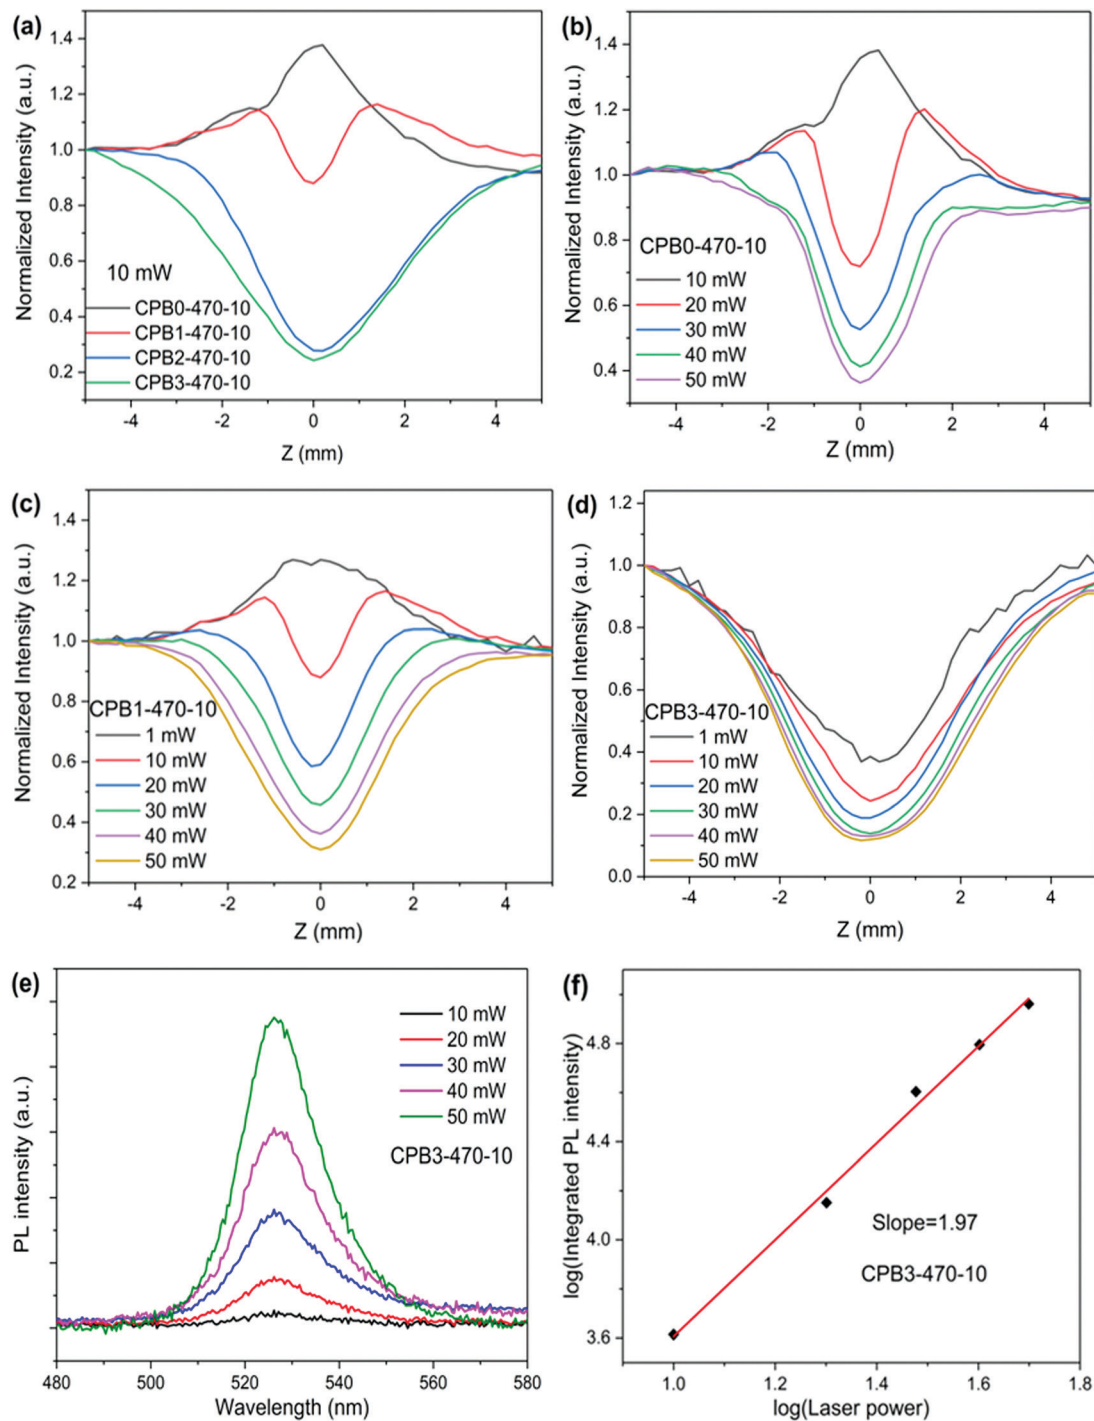 (a)
Normalized Intensity (a.u.)
1.4
1.2
1.0
0.8
0.6
0.4
0.2
10 mW
CPB0-470-10
CPB1-470-10
CPB2-470-10
CPB3-470-10
-4
-2
0
2
4
Z (mm)
(b)
Normalized Intensity (a.u.)
1.4
1.2
1.0
0.8
0.6
0.4
CPB0-470-10
10 mW
20 mW
30 mW
40 mW
50 mW
-4
-2
0
2
4
Z (mm)
(c)
Normalized Intensity (a.u.)
1.4
1.2
1.0
0.8
0.6
0.4
0.2
CPB1-470-10
1 mW
10 mW
20 mW
30 mW
40 mW
50 mW
-4
-2
0
2
4
Z (mm)
(d)
Normalized Intensity (a.u.)
1.2
1.0
0.8
0.6
0.4
0.2
0.0
CPB3-470-10
1 mW
10 mW
20 mW
30 mW
40 mW
50 mW
-4
-2
0
2
4
Z (mm)
(e)
PL intensity (a.u.)
10 mW
20 mW
30 mW
40 mW
50 mW
CPB3-470-10
480
500
520
540
560
580
Wavelength (nm)
(f)
log(Integrated PL intensity)
4.8
4.4
4.0
3.6
Slope=1.97
CPB3-470-10
1.0
1.2
1.4
1.6
1.8
log(Laser power)